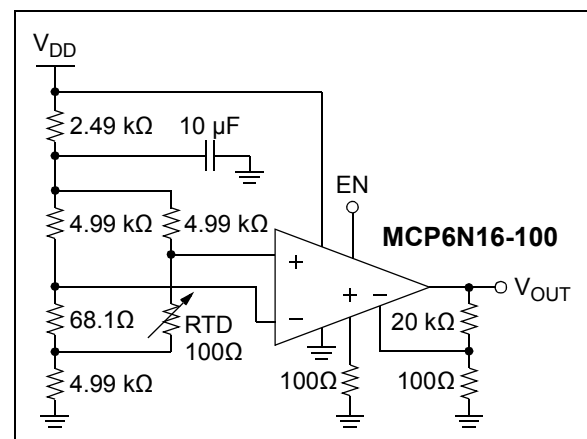 VDD
2.49 kΩ
10 µF
EN
4.99 kΩ
4.99 kΩ
MCP6N16-100
+
−
+
−
VOUT
68.1Ω
RTD
100Ω
20 kΩ
4.99 kΩ
100Ω
100Ω